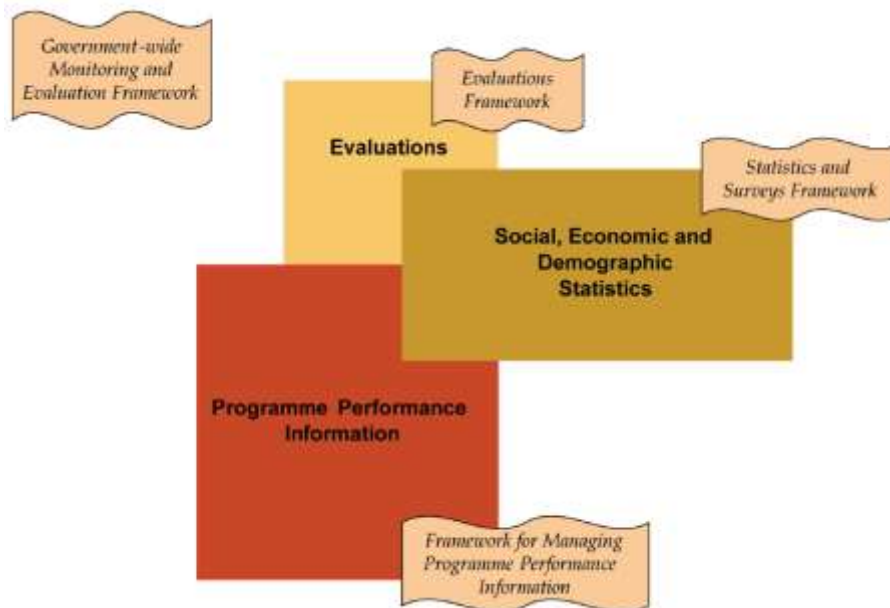 Government-wide
Monitoring and
Evaluation Framework
Evaluations
Framework
Evaluations
Statistics and
Surveys Framework
Social, Economic and
Demographic
Statistics
Programme Performance
Information
Framework for Managing
Programme Performance
Information